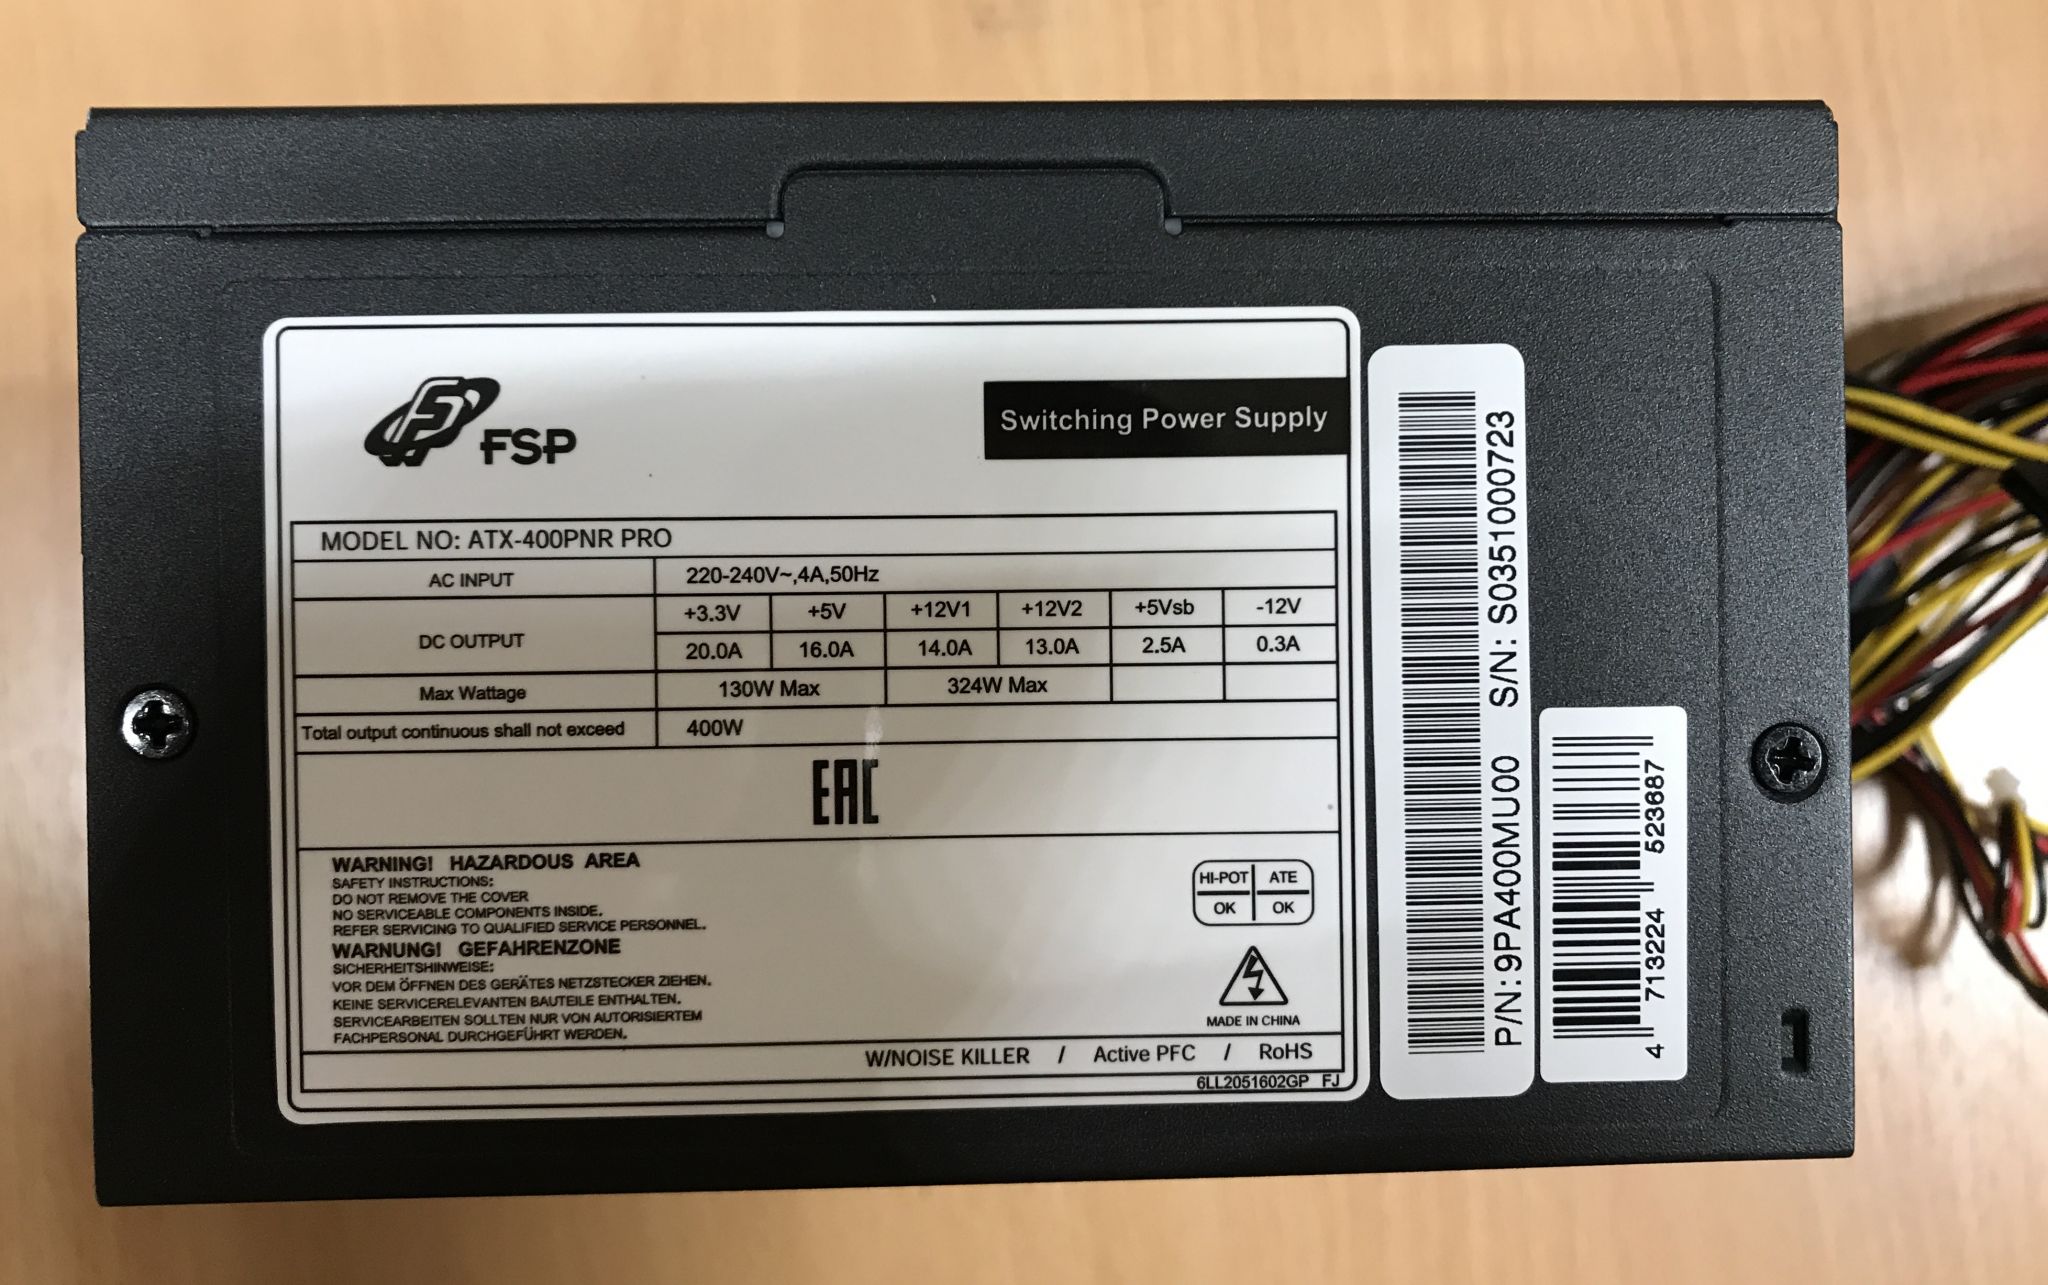 FSP
Switching Power Supply
MODEL NO: ATX-400PNR PRO
AC INPUT 220-240V~,4A,50Hz
DC OUTPUT +3.3V +5V +12V1 +12V2 +5Vsb -12V
20.0A 16.0A 14.0A 13.0A 2.5A 0.3A
Max Wattage 130W Max 324W Max
Total output continuous shall not exceed 400W
EAC
WARNING! HAZARDOUS AREA
SAFETY INSTRUCTIONS:
DO NOT REMOVE THE COVER
NO SERVICEABLE COMPONENTS INSIDE.
REFER SERVICING TO QUALIFIED SERVICE PERSONNEL.
WARNUNG! GEFAHRENZONE
SICHERHEITSHINWEISE:
VOR DEM ÖFFNEN DES GERÄTES NETZSTECKER ZIEHEN.
KEINE SERVICERELEVANTEN BAUTEILE ENTHALTEN.
SERVICEARBEITEN SOLLTEN NUR VON AUTORISIERTEM
FACHPERSONAL DURCHGEFÜHRT WERDEN.
HI-POT ATE
OK OK
MADE IN CHINA
W/NOISE KILLER / Active PFC / RoHS
6LL2051602GP FJ
P/N:9PA400MU00 S/N: S0351000723
4 713224 523687